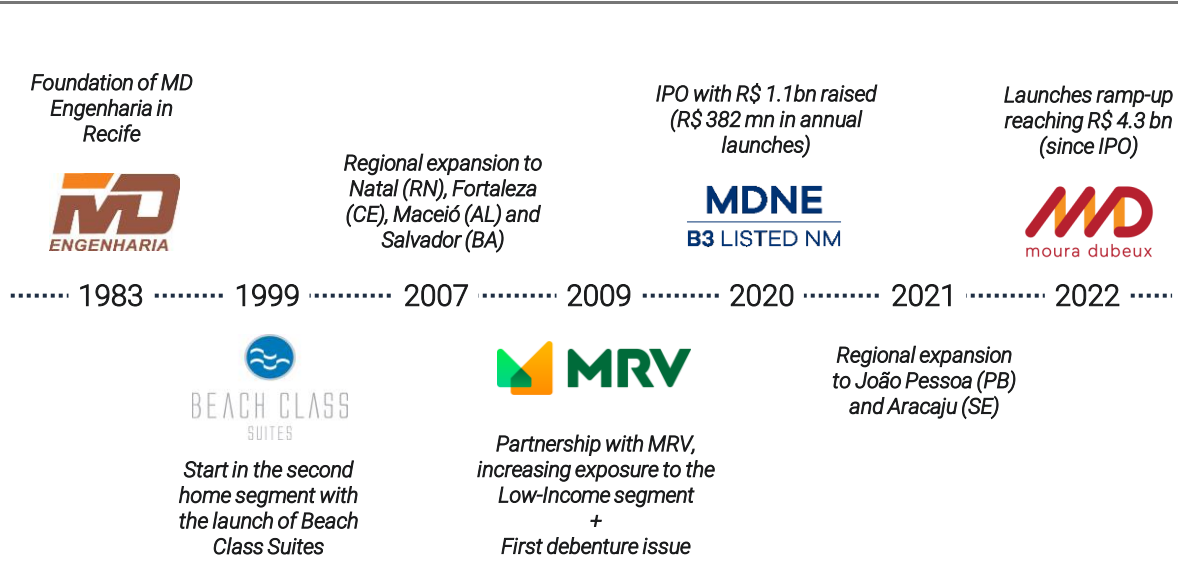 Foundation of MD
Engenharia in
Recife
MD
ENGENHARIA
Regional expansion to
Natal (RN), Fortaleza
(CE), Maceió (AL) and
Salvador (BA)
IPO with R$ 1.1bn raised
(R$ 382 mn in annual
launches)
MDNE
B3 LISTED NM
Launches ramp-up
reaching R$ 4.3 bn
(since IPO)
MD
moura dubeux
1983 1999 2007 2009 2020 2021 2022
BEACH CLASS
SUITES
Start in the second
home segment with
the launch of Beach
Class Suites
MRV
Partnership with MRV,
increasing exposure to the
Low-Income segment
+
First debenture issue
Regional expansion
to João Pessoa (PB)
and Aracaju (SE)